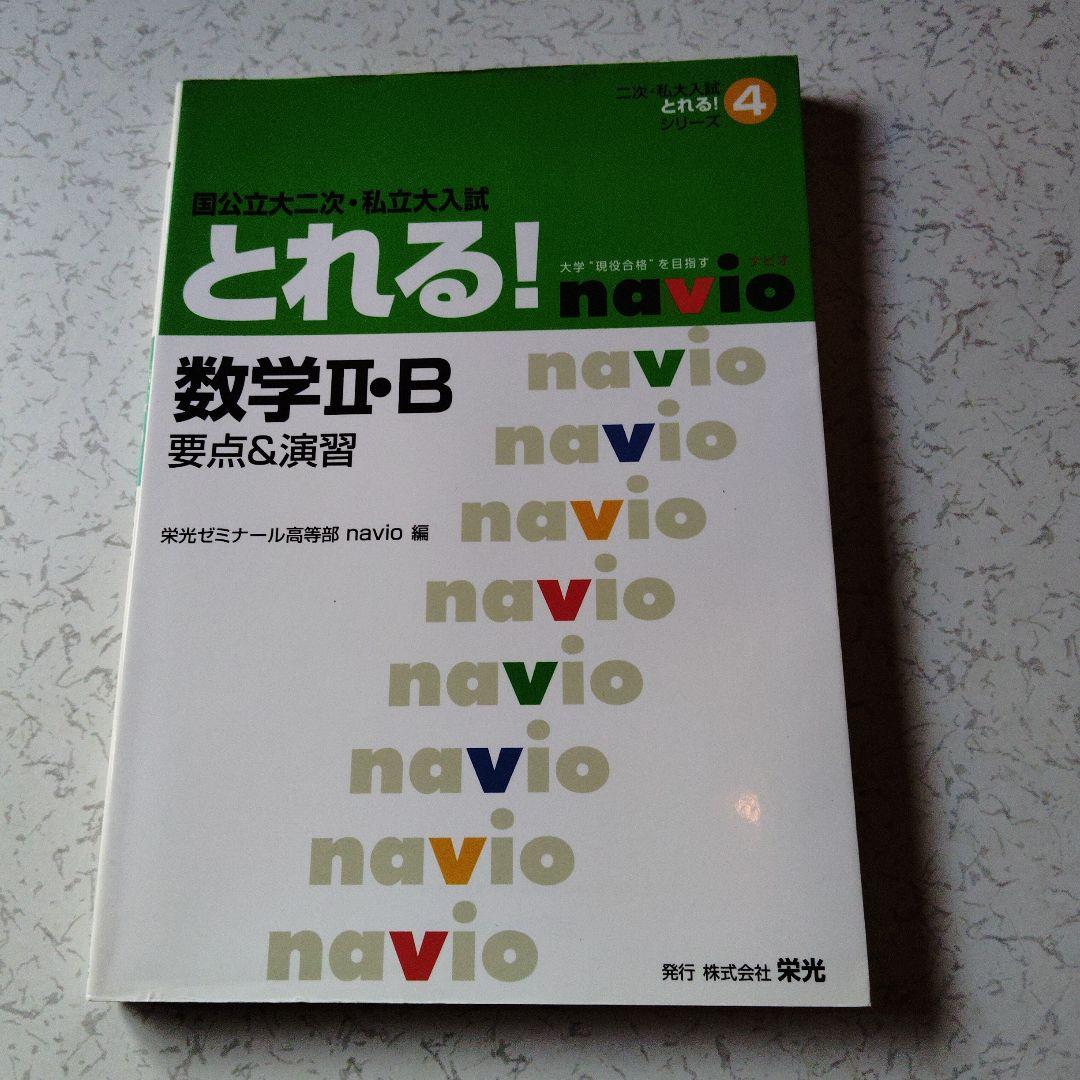 二次・私大入試
とれる!
シリーズ
4
国公立大二次・私立大入試
とれる!
大学“現役合格”を目指す
ナビオ
navio
数学Ⅱ・B
要点&演習
栄光ゼミナール高等部 navio 編
navio
navio
navio
navio
navio
navio
navio
navio
発行 株式会社 栄光